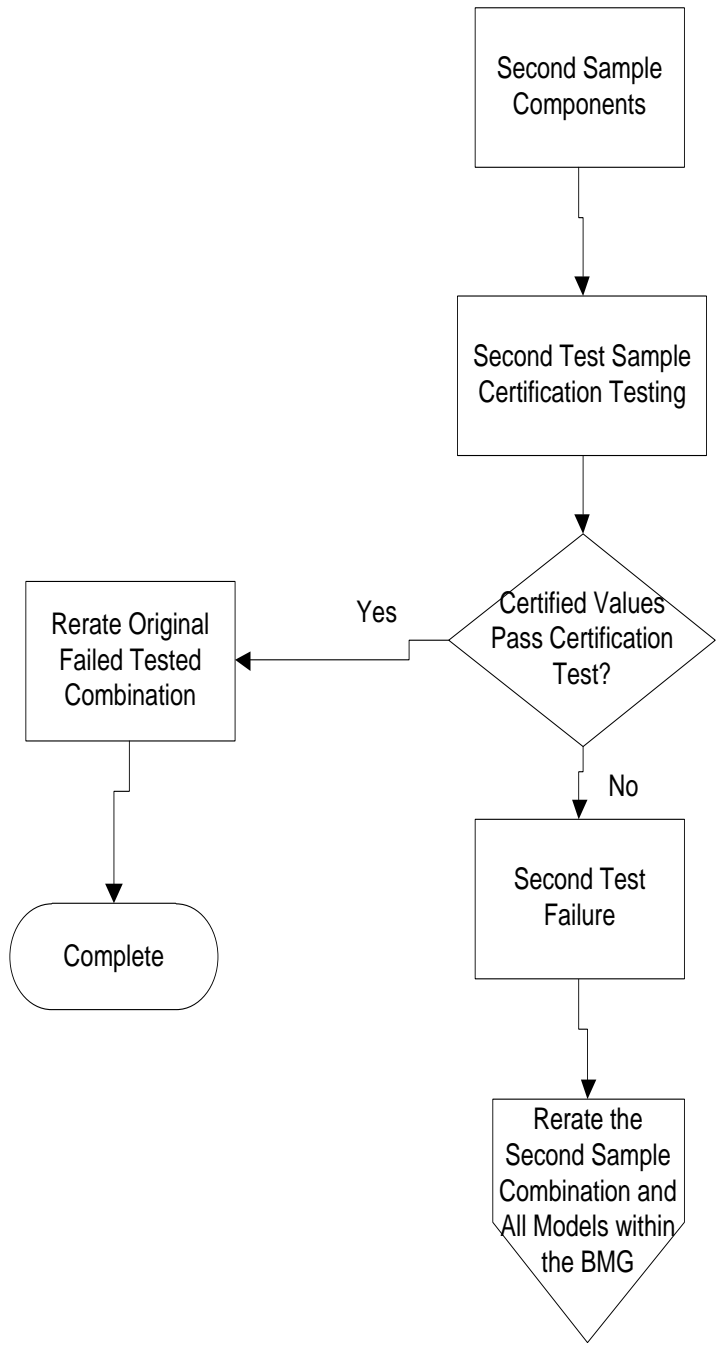 Second Sample
Components
Second Test Sample
Certification Testing
Certified Values
Pass Certification
Test?
Yes
Rerate Original
Failed Tested
Combination
Complete
No
Second Test
Failure
Rerate the
Second Sample
Combination and
All Models within
the BMG